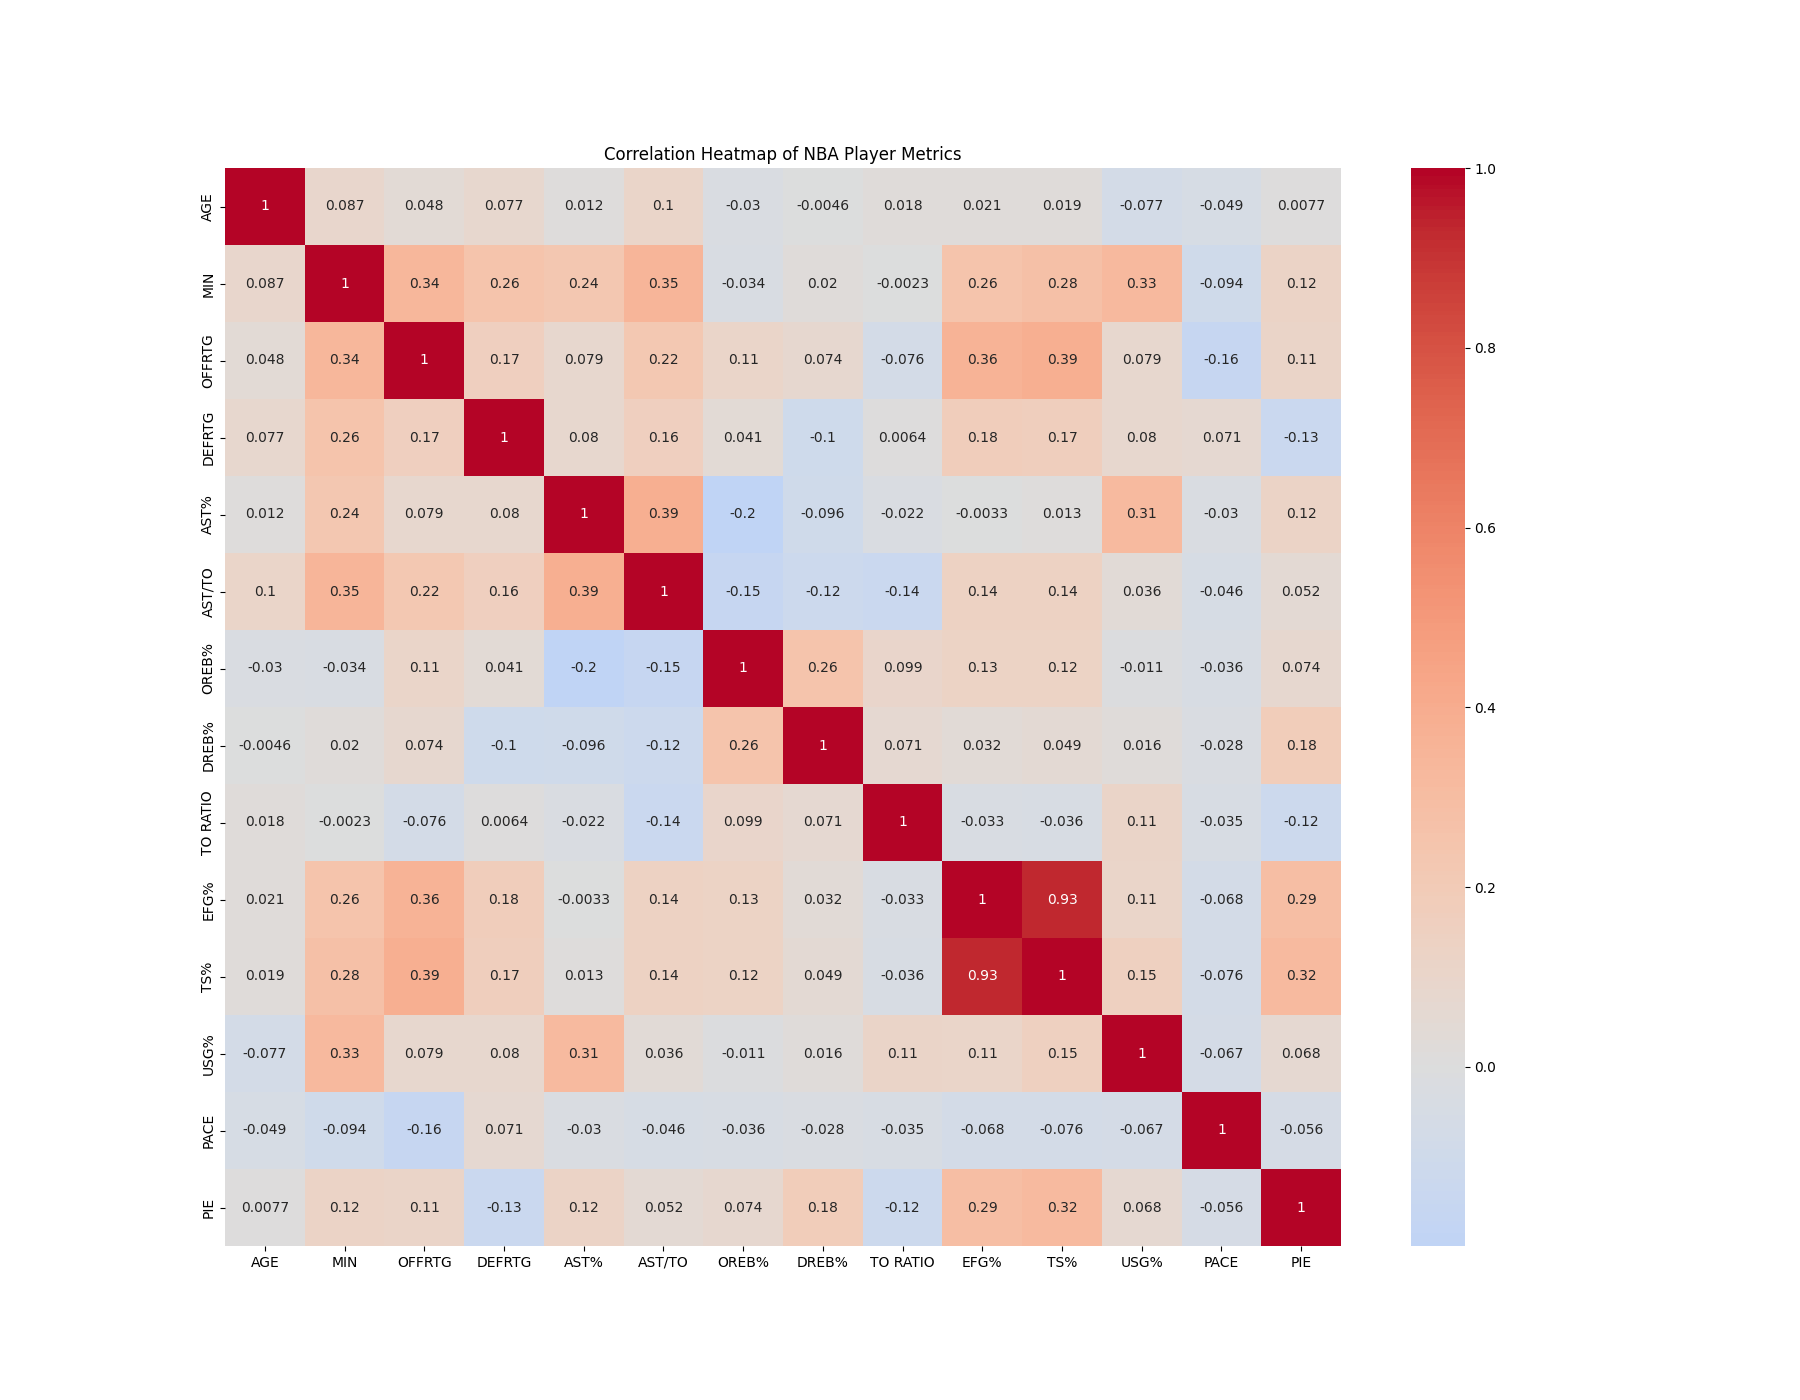 Correlation Heatmap of NBA Player Metrics
AGE 1 0.087 0.048 0.077 0.012 0.1 -0.03 -0.0046 0.018 0.021 0.019 -0.077 -0.049 0.0077
MIN 0.087 1 0.34 0.26 0.24 0.35 -0.034 0.02 -0.0023 0.26 0.28 0.33 -0.094 0.12
OFFRTG 0.048 0.34 1 0.17 0.079 0.22 0.11 0.074 -0.076 0.36 0.39 0.079 -0.16 0.11
DEFRTG 0.077 0.26 0.17 1 0.08 0.16 0.041 -0.1 0.0064 0.18 0.17 0.08 0.071 -0.13
AST% 0.012 0.24 0.079 0.08 1 0.39 -0.2 -0.096 -0.022 -0.0033 0.013 0.31 -0.03 0.12
AST/TO 0.1 0.35 0.22 0.16 0.39 1 -0.15 -0.12 -0.14 0.14 0.14 0.036 -0.046 0.052
OREB% -0.03 -0.034 0.11 0.041 -0.2 -0.15 1 0.26 0.099 0.13 0.12 -0.011 -0.036 0.074
DREB% -0.0046 0.02 0.074 -0.1 -0.096 -0.12 0.26 1 0.071 0.032 0.049 0.016 -0.028 0.18
TO RATIO 0.018 -0.0023 -0.076 0.0064 -0.022 -0.14 0.099 0.071 1 -0.033 -0.036 0.11 -0.035 -0.12
EFG% 0.021 0.26 0.36 0.18 -0.0033 0.14 0.13 0.032 -0.033 1 0.93 0.11 -0.068 0.29
TS% 0.019 0.28 0.39 0.17 0.013 0.14 0.12 0.049 -0.036 0.93 1 0.15 -0.076 0.32
USG% -0.077 0.33 0.079 0.08 0.31 0.036 -0.011 0.016 0.11 0.11 0.15 1 -0.067 0.068
PACE -0.049 -0.094 -0.16 0.071 -0.03 -0.046 -0.036 -0.028 -0.035 -0.068 -0.076 -0.067 1 -0.056
PIE 0.0077 0.12 0.11 -0.13 0.12 0.052 0.074 0.18 -0.12 0.29 0.32 0.068 -0.056 1
AGE MIN OFFRTG DEFRTG AST% AST/TO OREB% DREB% TO RATIO EFG% TS% USG% PACE PIE
1.0
0.8
0.6
0.4
0.2
0.0